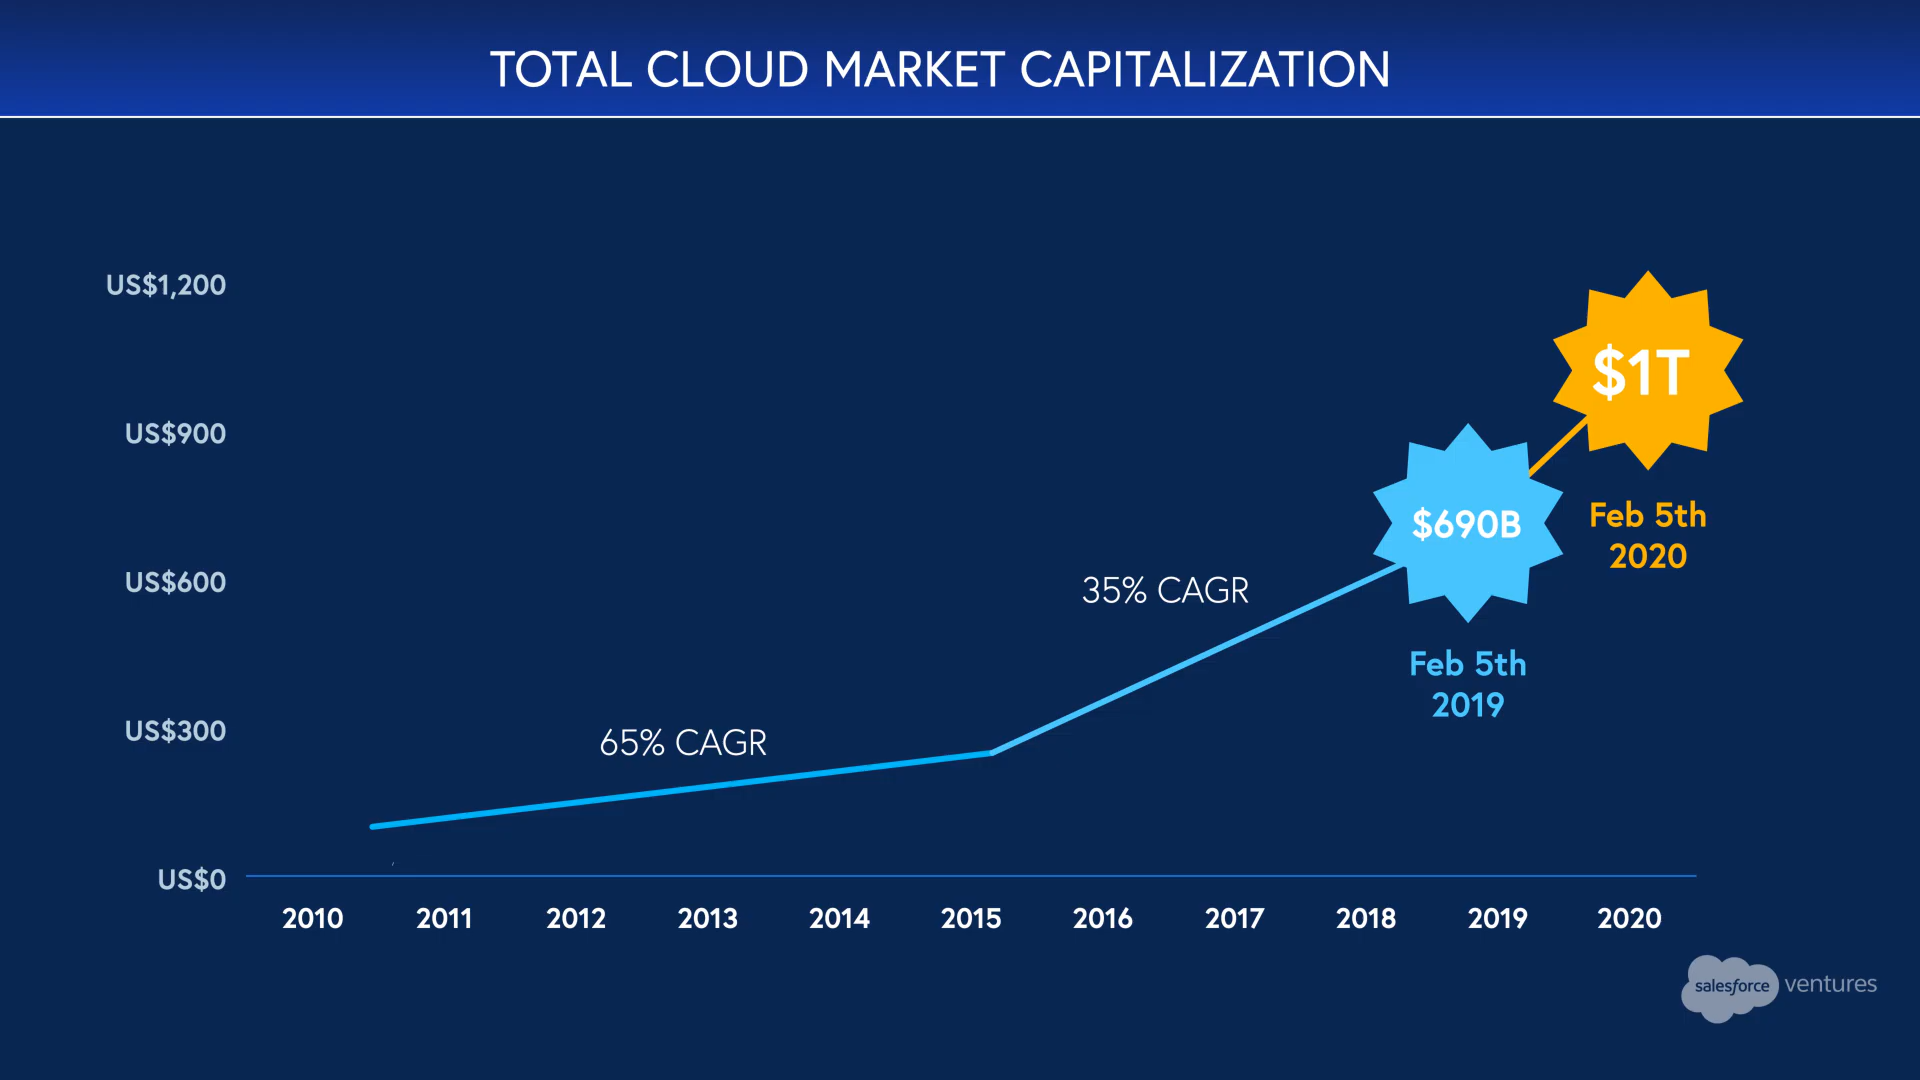 TOTAL CLOUD MARKET CAPITALIZATION
US$1,200
US$900
US$600
US$300
US$0
$1T
Feb 5th
2020
$690B
Feb 5th
2019
35% CAGR
65% CAGR
2010 2011 2012 2013 2014 2015 2016 2017 2018 2019 2020
salesforce ventures